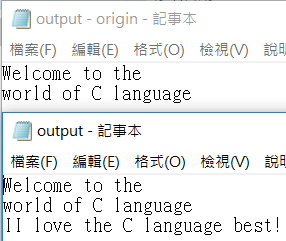 output - origin - 記事本
檔案(F) 編輯(E) 格式(O) 檢視(V) 說明
Welcome to the
world of C language
output - 記事本
檔案(F) 編輯(E) 格式(O) 檢視(V) 說明
Welcome to the
world of C language
II love the C language best!